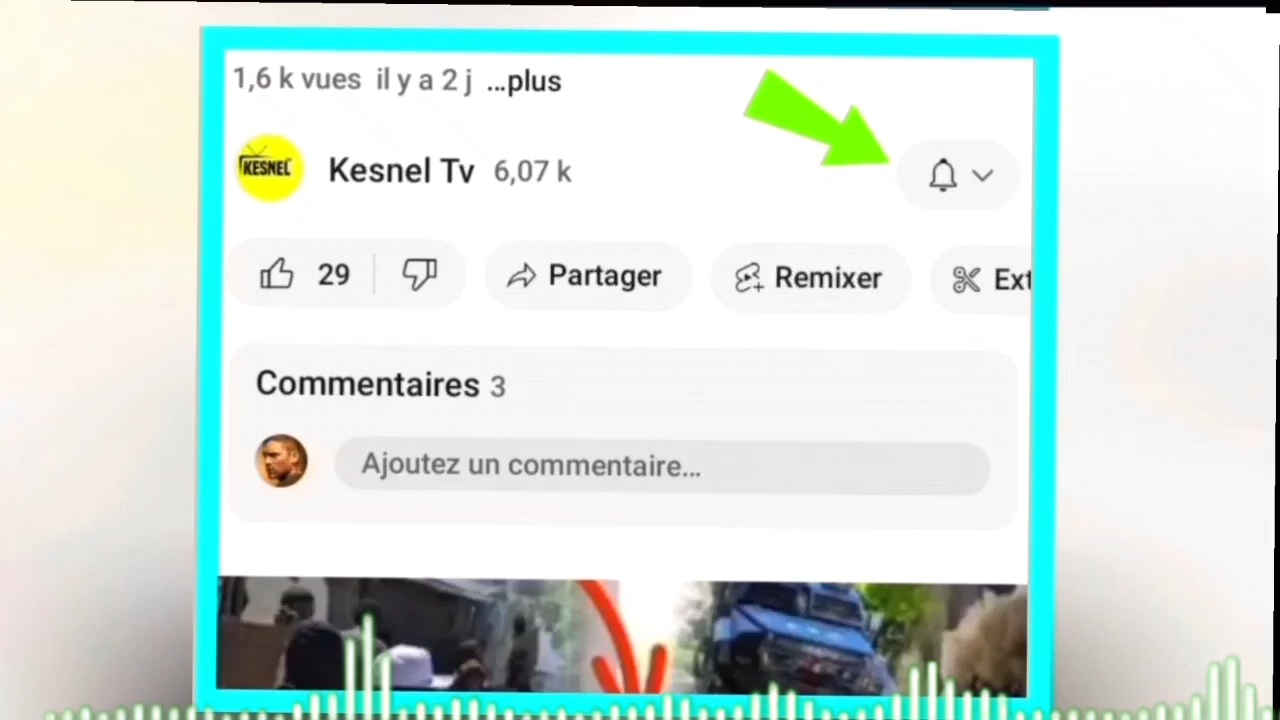 1,6 k vues il y a 2 j ...plus
KESNEL
Kesnel Tv 6,07 k
29 Partager Remixer Ext
Commentaires 3
Ajoutez un commentaire...